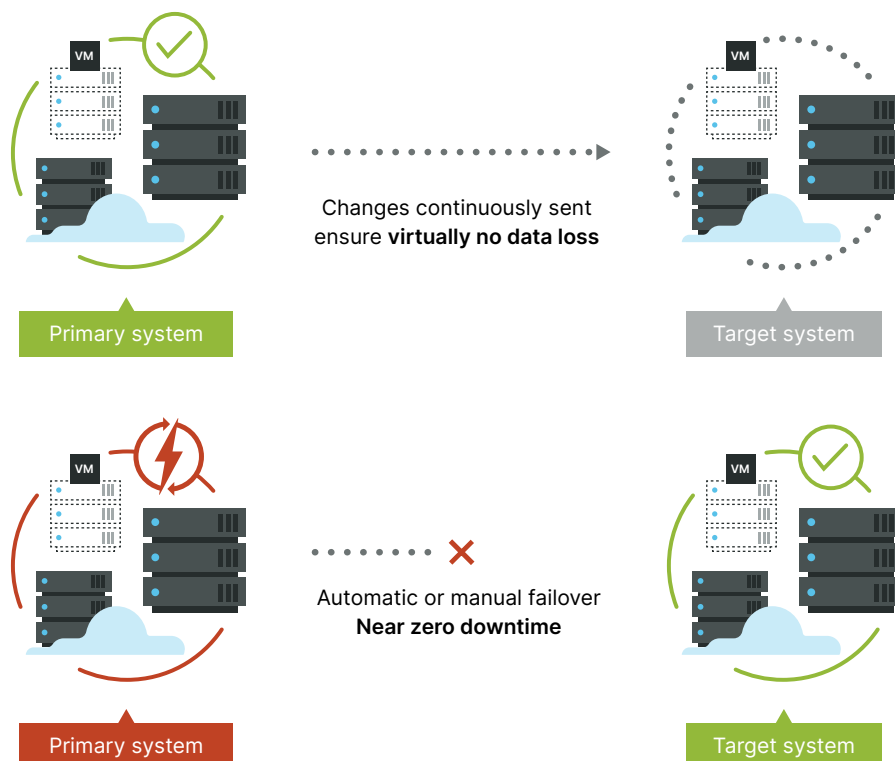 VM
VM
Changes continuously sent
ensure virtually no data loss
Primary system
Target system
VM
VM
Automatic or manual failover
Near zero downtime
Primary system
Target system